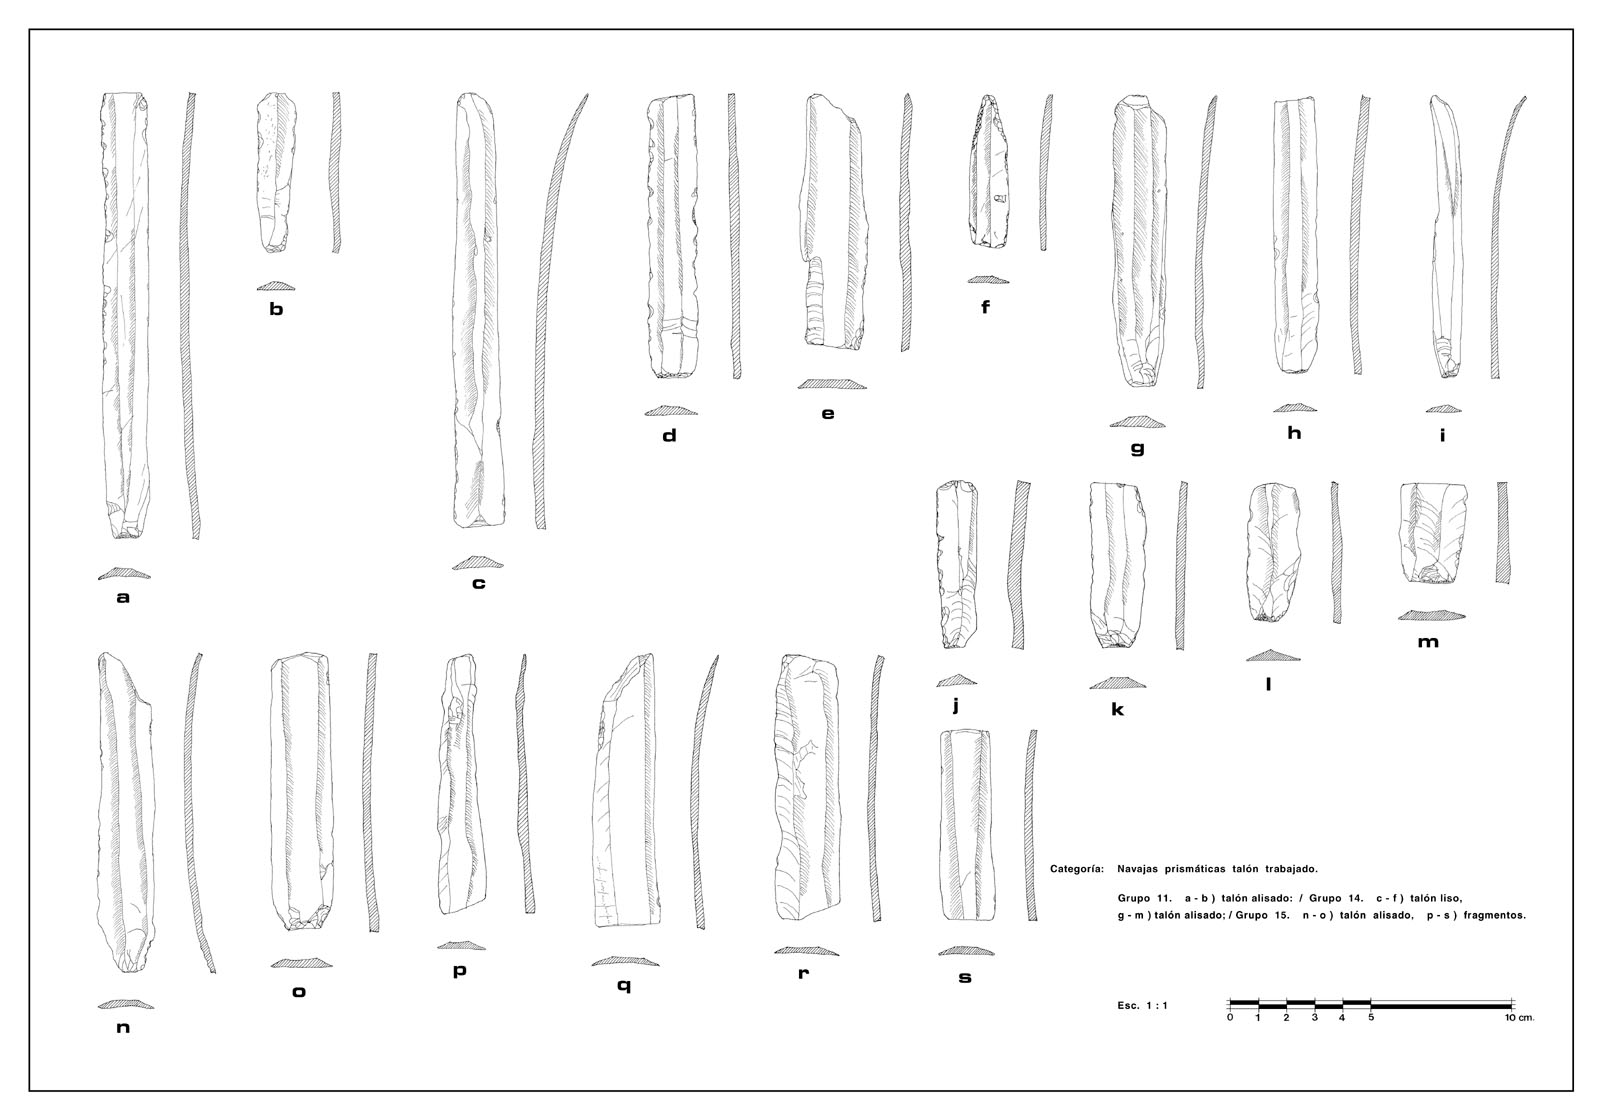 b
f
d
e
g
h
i
a
c
j
k
l
m
n
o
p
q
r
s
Categoría: Navajas prismáticas talón trabajado.
Grupo 11. a - b ) talón alisado: / Grupo 14. c - f ) talón liso,
g - m ) talón alisado; / Grupo 15. n - o ) talón alisado, p - s ) fragmentos.
Esc. 1 : 1
0 1 2 3 4 5 10 cm.